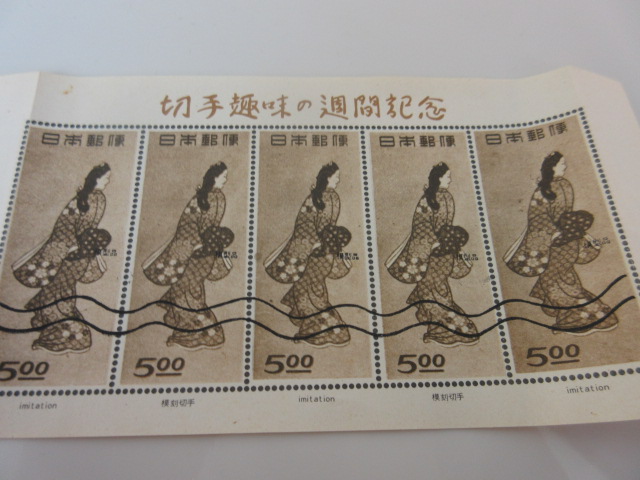 切手趣味の週間記念
日本郵便 日本郵便 日本郵便 日本郵便 日本郵便
5.00 5.00 5.00 5.00 5.00
imitation 模刻切手 imitation 模刻切手 imitation